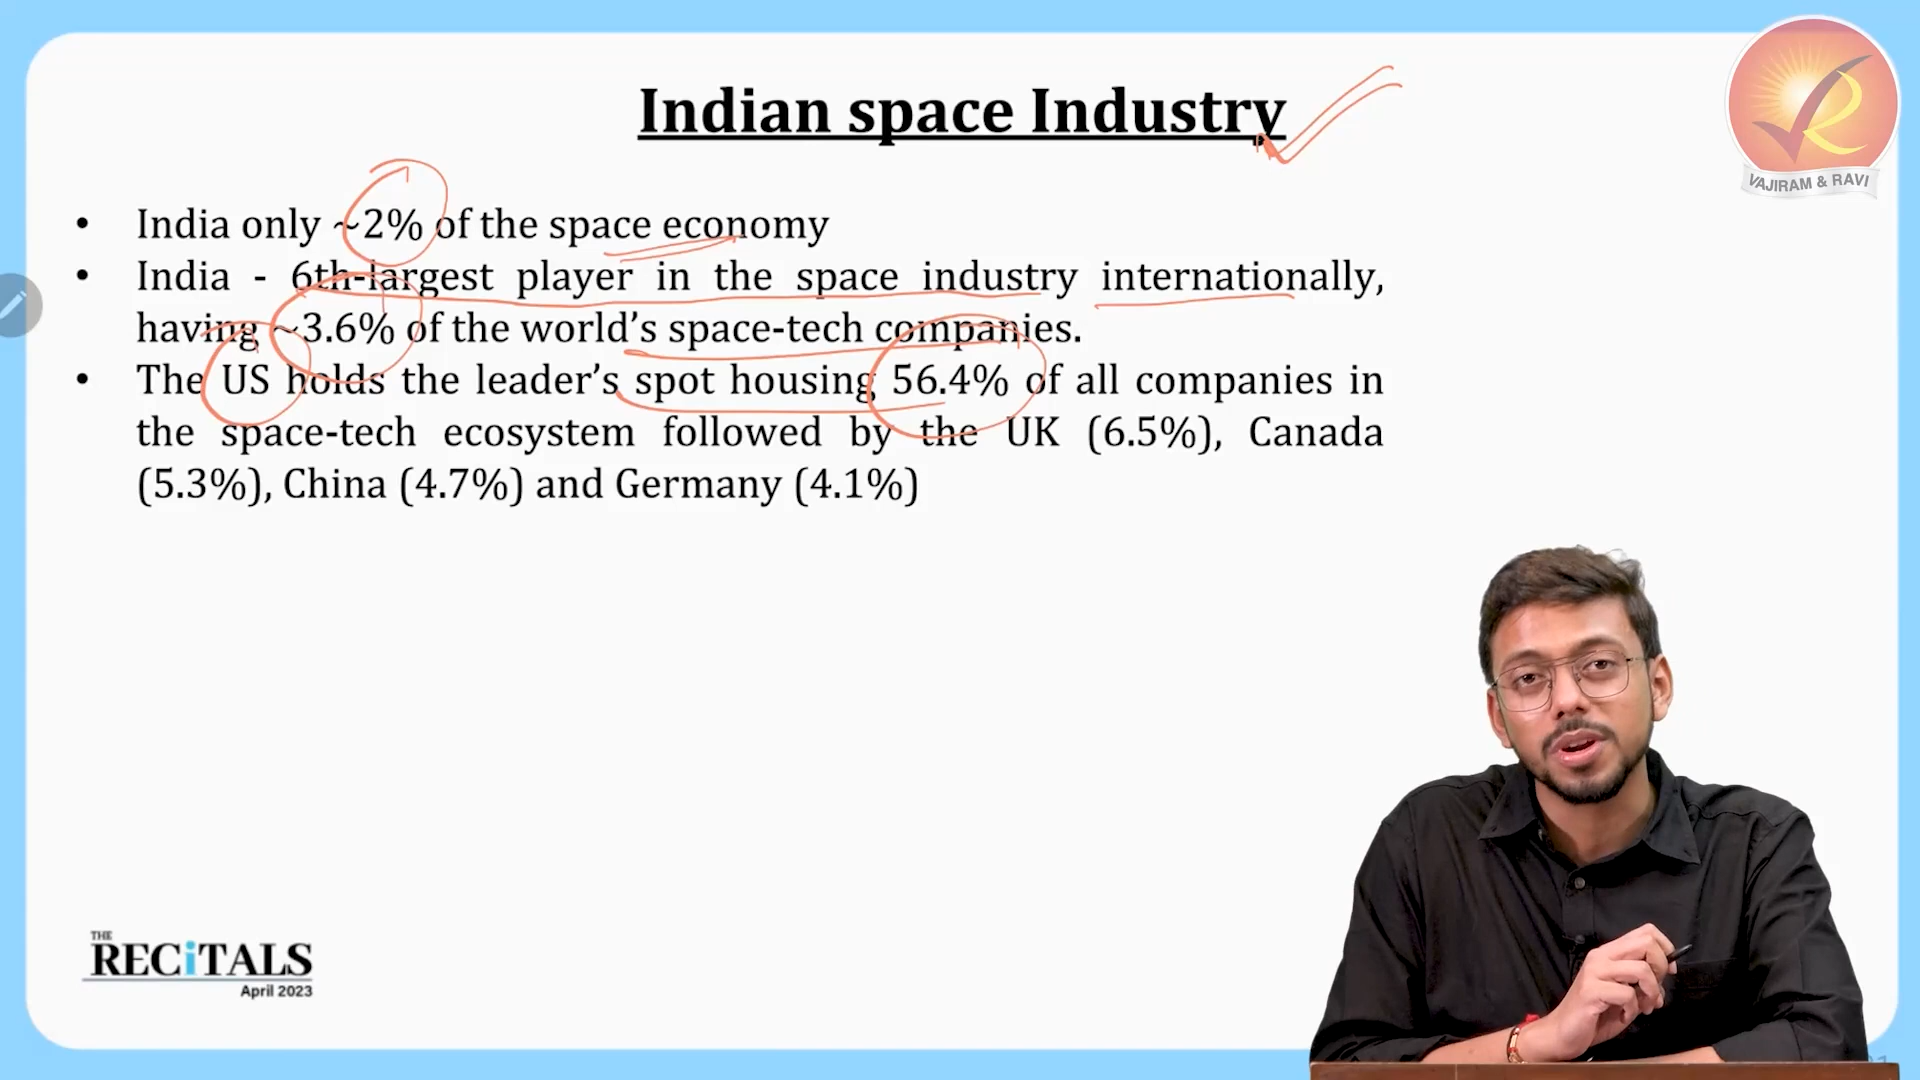 Indian space Industry
VAJIRAM & RAVI
• India only ~2% of the space economy
• India - 6th-largest player in the space industry internationally,
having ~3.6% of the world's space-tech companies.
• The US holds the leader's spot housing 56.4% of all companies in
the space-tech ecosystem followed by the UK (6.5%), Canada
(5.3%), China (4.7%) and Germany (4.1%)
THE
RECiTALS
April 2023